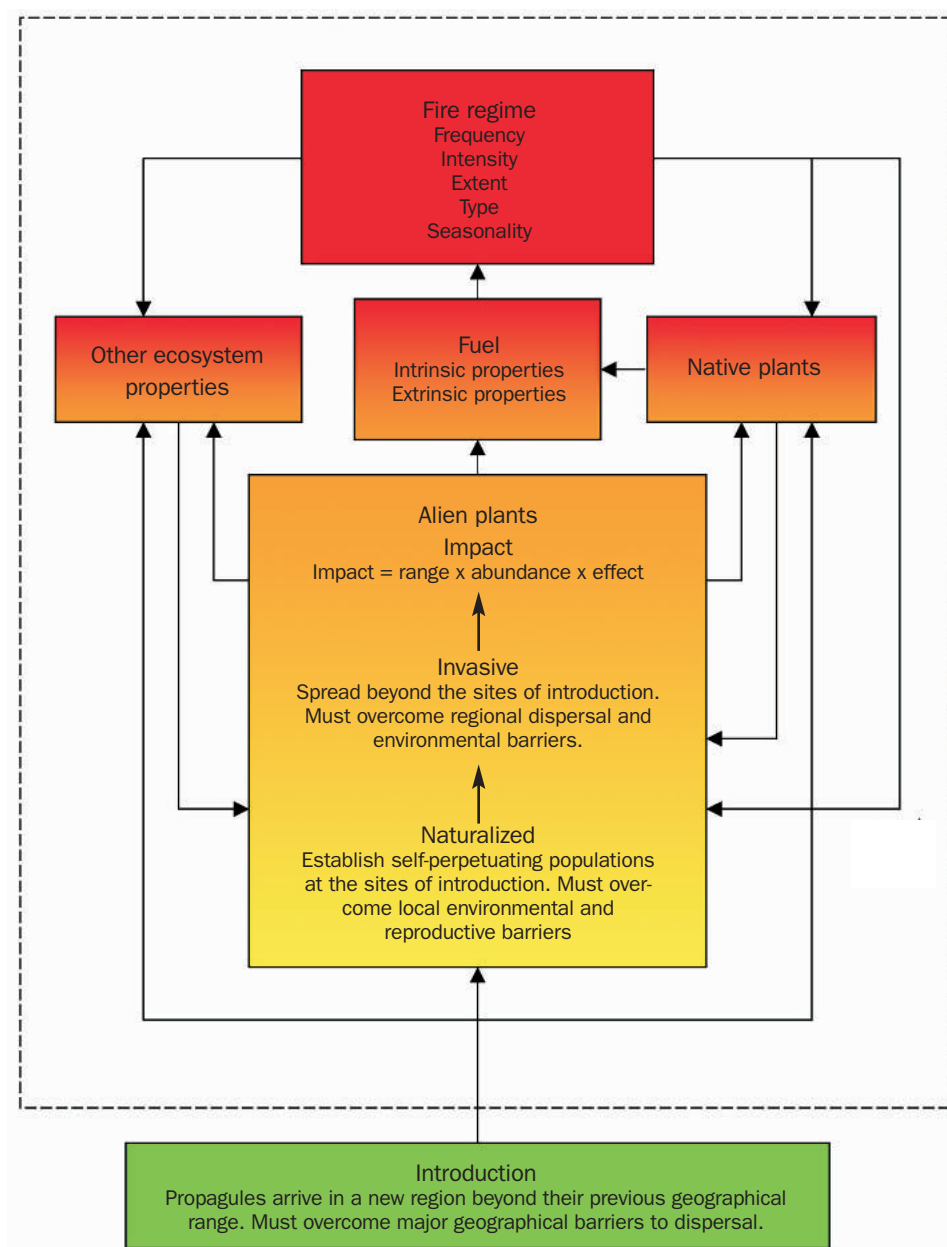 Fire regime
Frequency
Intensity
Extent
Type
Seasonality
Other ecosystem
properties
Fuel
Intrinsic properties
Extrinsic properties
Native plants
Alien plants
Impact
Impact = range x abundance x effect
Invasive
Spread beyond the sites of introduction.
Must overcome regional dispersal and
environmental barriers.
Naturalized
Establish self-perpetuating populations
at the sites of introduction. Must over-
come local environmental and
reproductive barriers
Introduction
Propagules arrive in a new region beyond their previous geographical
range. Must overcome major geographical barriers to dispersal.